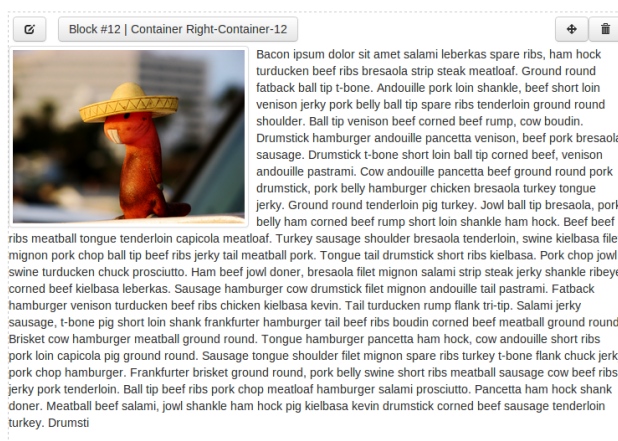 Block #12 | Container Right-Container-12
Bacon ipsum dolor sit amet salami leberkas spare ribs, ham hock
turducken beef ribs bresaola strip steak meatloaf. Ground round
fatback ball tip t-bone. Andouille pork loin shankle, beef short loin
venison jerky pork belly ball tip spare ribs tenderloin ground round
shoulder. Ball tip venison beef corned beef rump, cow boudin.
Drumstick hamburger andouille pancetta venison, beef pork bresaola
sausage. Drumstick t-bone short loin ball tip corned beef, venison
andouille pastrami. Cow andouille pancetta beef ground round pork
drumstick, pork belly hamburger chicken bresaola turkey tongue
jerky. Ground round tenderloin pig turkey. Jowl ball tip bresaola, pork
belly ham corned beef rump short loin shankle ham hock. Beef beef
ribs meatball tongue tenderloin capicola meatloaf. Turkey sausage shoulder bresaola tenderloin, swine kielbasa file
mignon pork chop ball tip beef ribs jerky tail meatball pork. Tongue tail drumstick short ribs kielbasa. Pork chop jowl
swine turducken chuck prosciutto. Ham beef jowl doner, bresaola filet mignon salami strip steak jerky shankle ribeye
corned beef kielbasa leberkas. Sausage hamburger cow drumstick filet mignon andouille tail pastrami. Fatback
hamburger venison turducken beef ribs chicken kielbasa kevin. Tail turducken rump flank tri-tip. Salami jerky
sausage, t-bone pig short loin shank frankfurter hamburger tail beef ribs boudin corned beef meatball ground round
Brisket cow hamburger meatball ground round. Tongue hamburger pancetta ham hock, cow andouille short ribs
pork loin capicola pig ground round. Sausage tongue shoulder filet mignon spare ribs turkey t-bone flank chuck jerk
pork chop hamburger. Frankfurter brisket ground round, pork belly swine short ribs meatball sausage cow beef ribs
jerky pork tenderloin. Ball tip beef ribs pork chop meatloaf hamburger salami prosciutto. Pancetta ham hock shank
doner. Meatball beef salami, jowl shankle ham hock pig kielbasa kevin drumstick corned beef sausage tenderloin
turkey. Drumsti